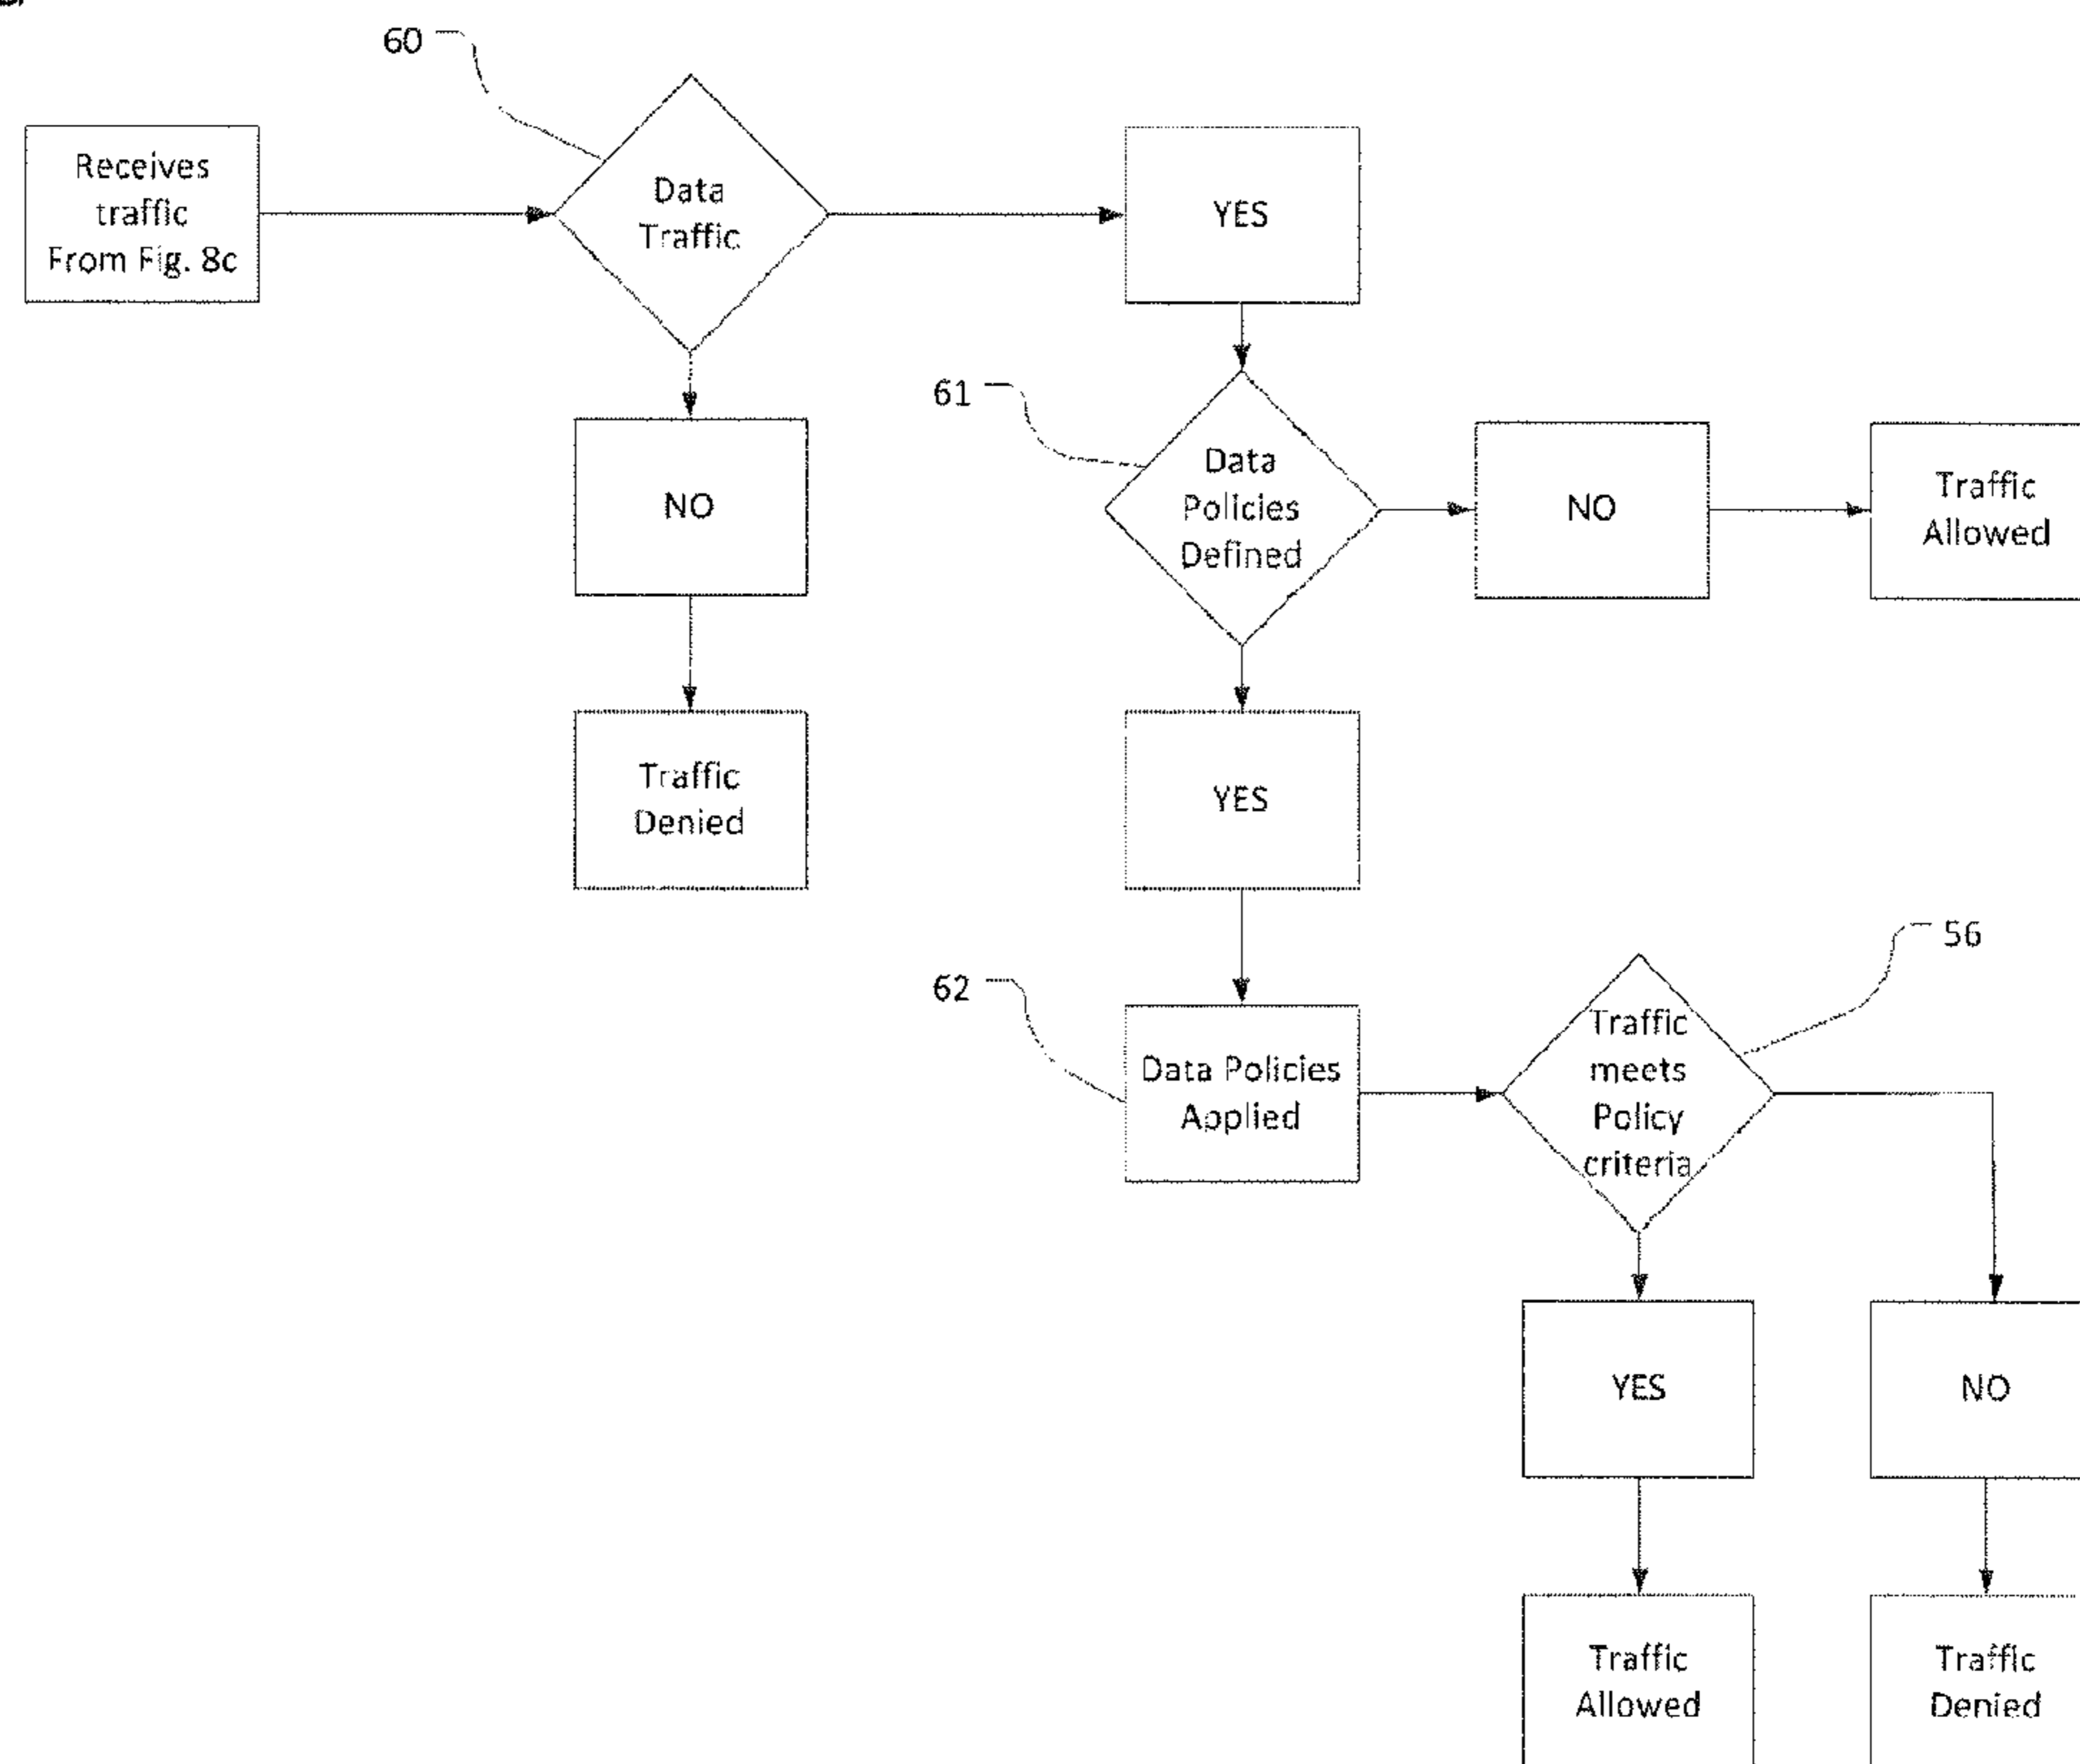 60
Receives
traffic
From Fig. 8c
Data
Traffic
YES
61
NO
Data
Policies
Defined
NO
Traffic
Allowed
Traffic
Denied
YES
56
62
Data Policies
Applied
Traffic
meets
Policy
criteria
YES
NO
Traffic
Allowed
Traffic
Denied